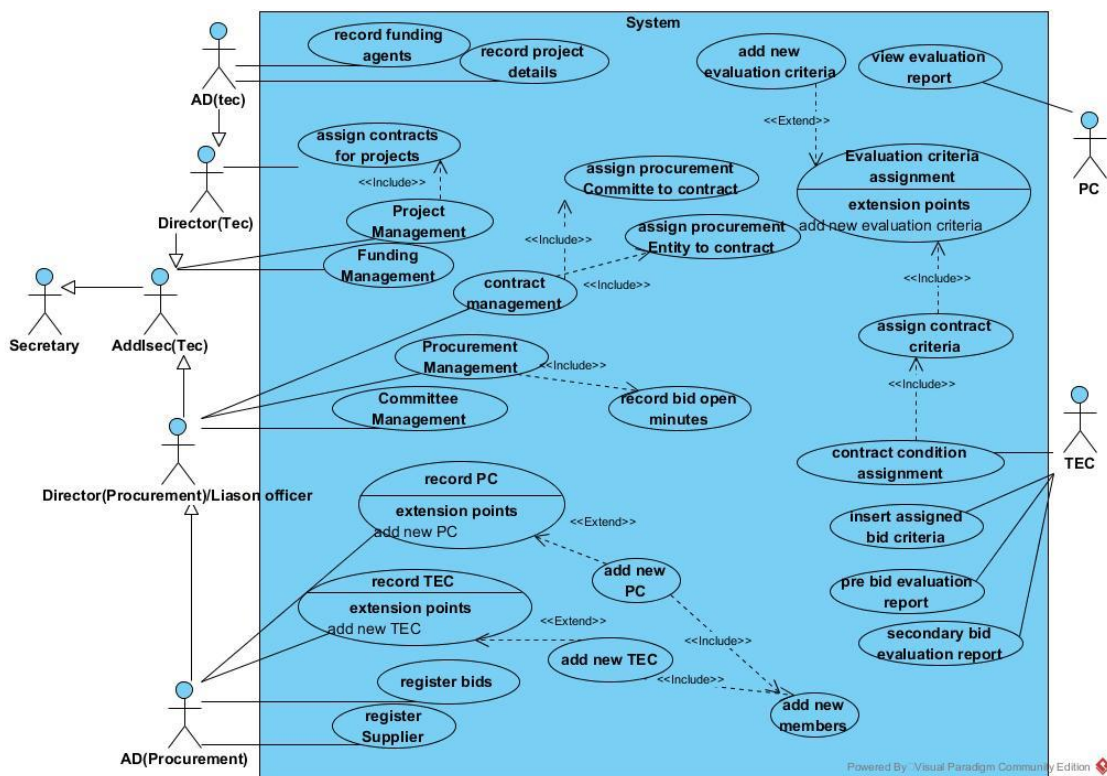 System
record funding
agents
record project
details
add new
evaluation criteria
view evaluation
report
AD(tec)
<<Extend>>
assign contracts
for projects
Evaluation criteria
assignment
extension points
add new evaluation criteria
PC
<<Include>>
assign procurement
Committe to contract
Director(Tec)
Project
Management
assign procurement
Entity to contract
<<Include>>
Funding
Management
<<Include>>
contract
management
<<Include>>
Secretary
Addlsec(Tec)
assign contract
criteria
Procurement
Management
<<Include>>
<<Include>>
Committee
Management
record bid open
minutes
contract condition
assignment
TEC
Director(Procurement)/Liason officer
record PC
extension points
add new PC
<<Extend>>
insert assigned
bid criteria
add new
PC
pre bid evaluation
report
record TEC
extension points
add new TEC
<<Extend>>
<<Include>>
secondary bid
evaluation report
add new TEC
<<Include>>
register bids
add new
members
register
Supplier
AD(Procurement)
Powered By Visual Paradigm Community Edition